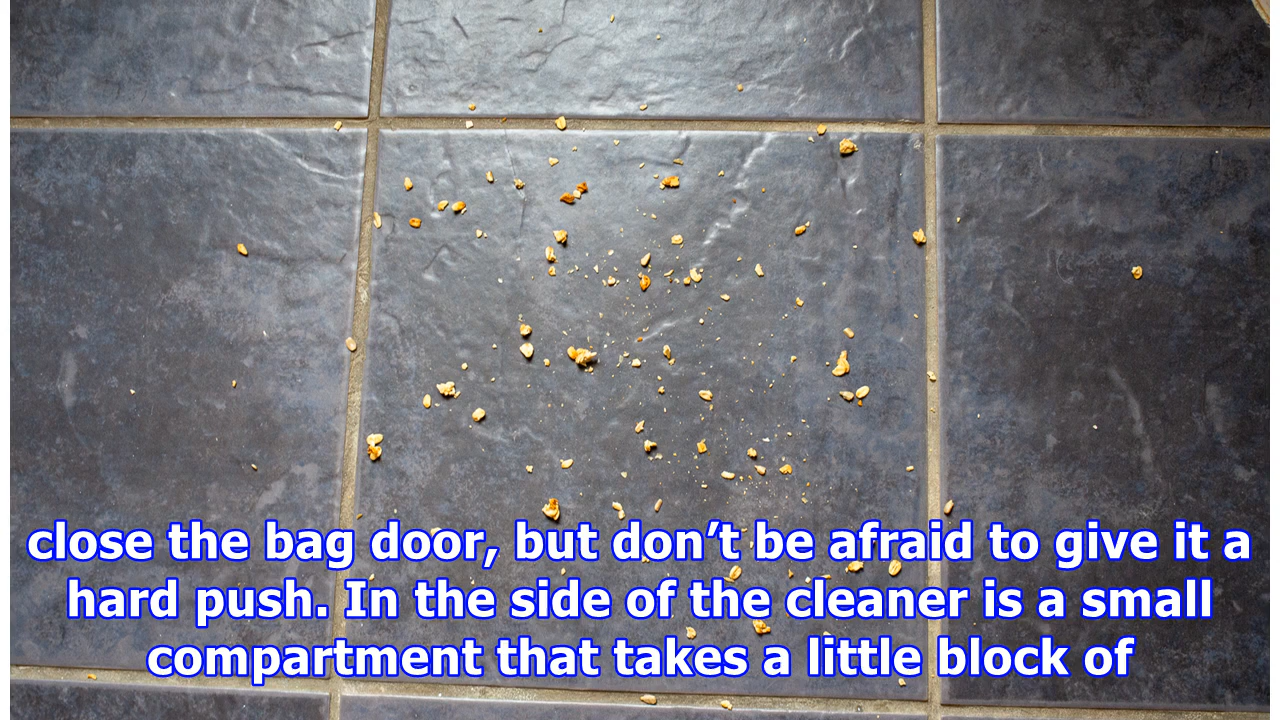 close the bag door, but don’t be afraid to give it a
hard push. In the side of the cleaner is a small
compartment that takes a little block of